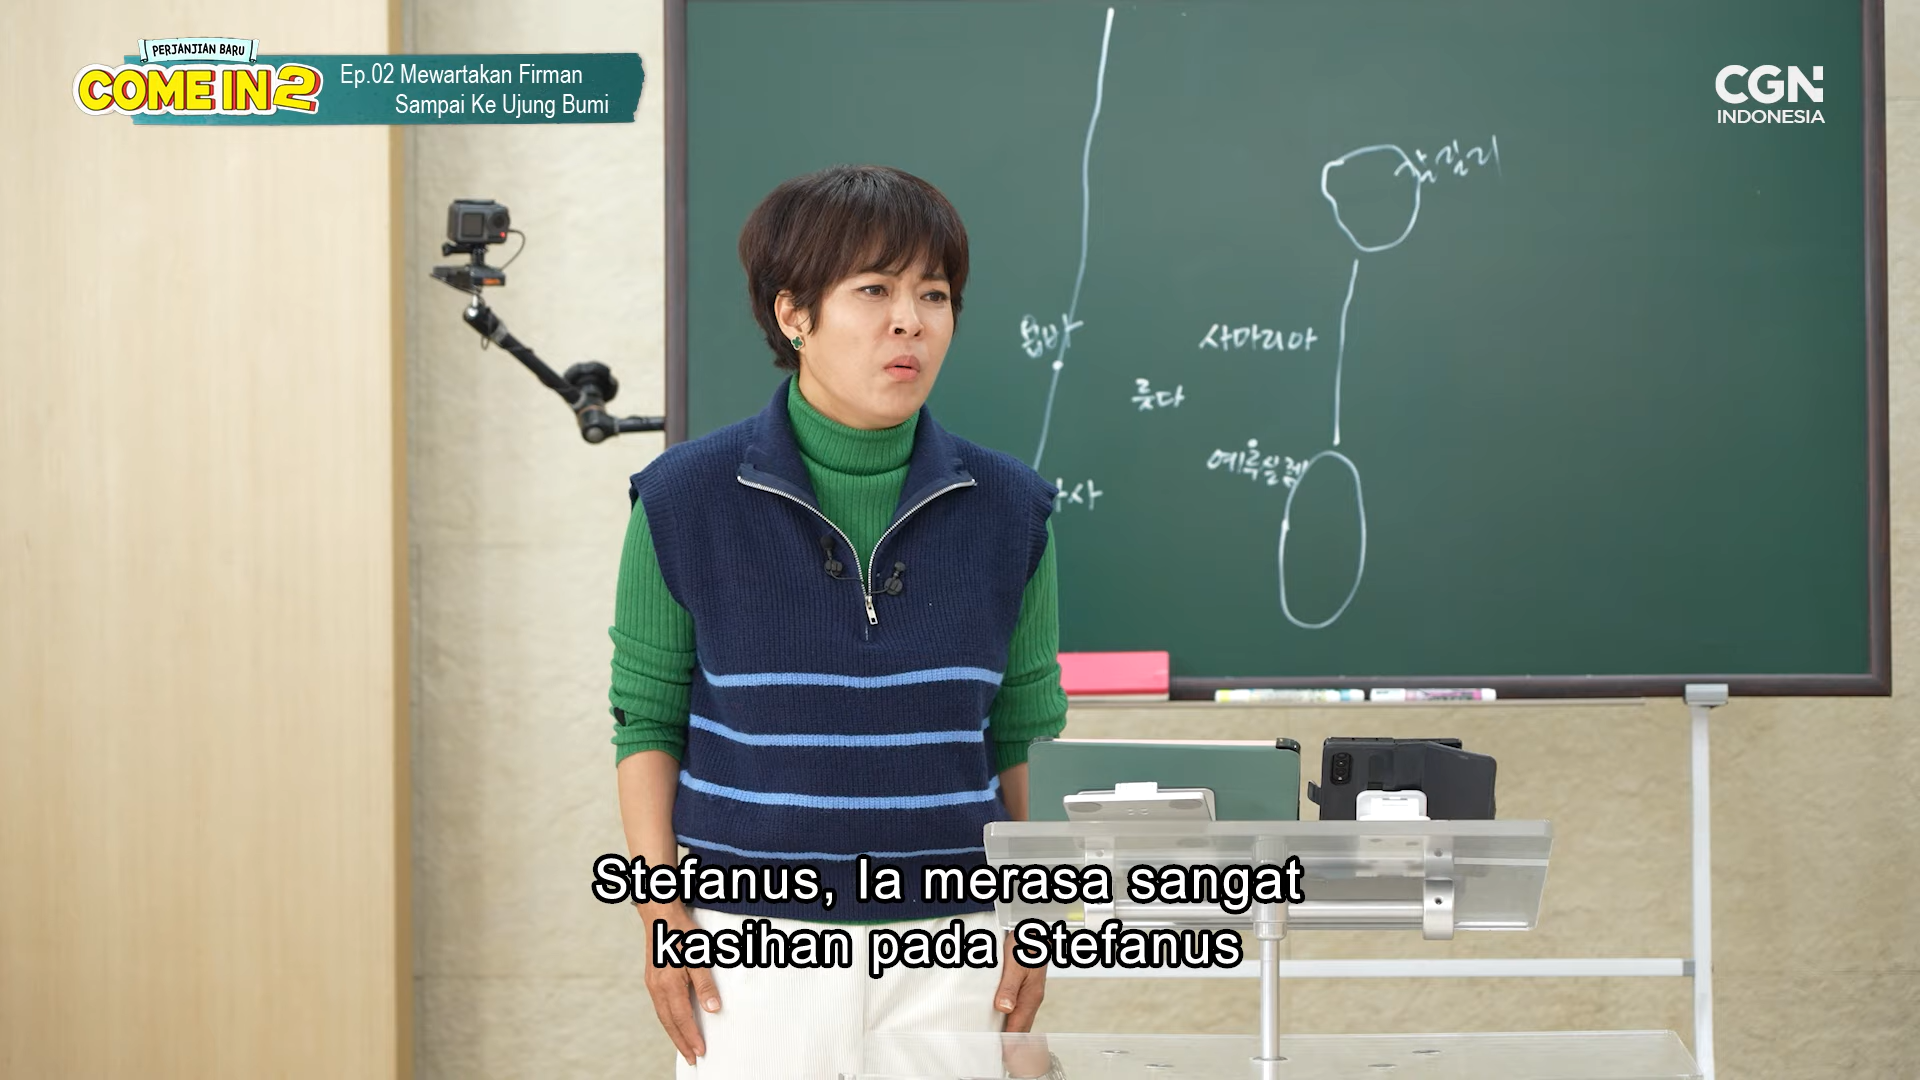 PERJANJIAN BARU
COME IN 2
Ep.02 Mewartakan Firman
Sampai Ke Ujung Bumi
CGN
INDONESIA
갈릴리
욥바
사마리아
룻다
예루살렘
사
Stefanus, Ia merasa sangat
kasihan pada Stefanus